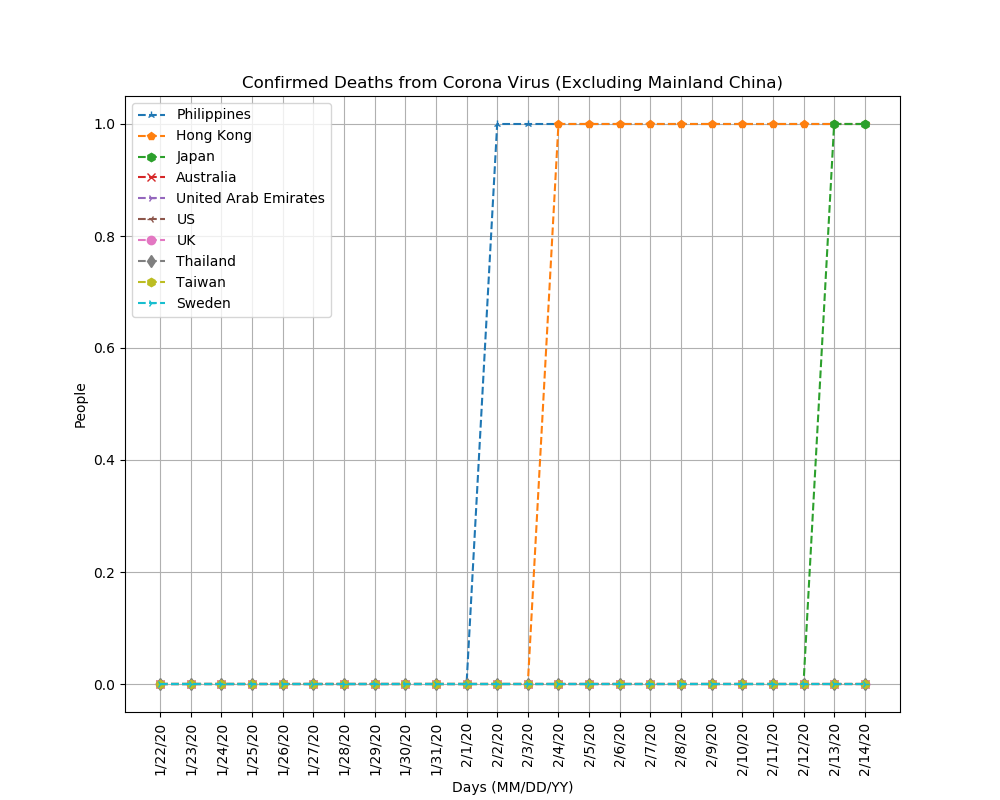 Confirmed Deaths from Corona Virus (Excluding Mainland China)
Philippines
Hong Kong
Japan
Australia
United Arab Emirates
US
UK
Thailand
Taiwan
Sweden
1.0
0.8
0.6
0.4
0.2
0.0
People
1/22/20
1/23/20
1/24/20
1/25/20
1/26/20
1/27/20
1/28/20
1/29/20
1/30/20
1/31/20
2/1/20
2/2/20
2/3/20
2/4/20
2/5/20
2/6/20
2/7/20
2/8/20
2/9/20
2/10/20
2/11/20
2/12/20
2/13/20
2/14/20
Days (MM/DD/YY)